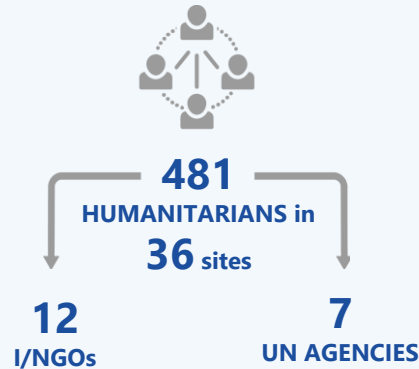 481
HUMANITARIANS in
36 sites
12
I/NGOs
7
UN AGENCIES